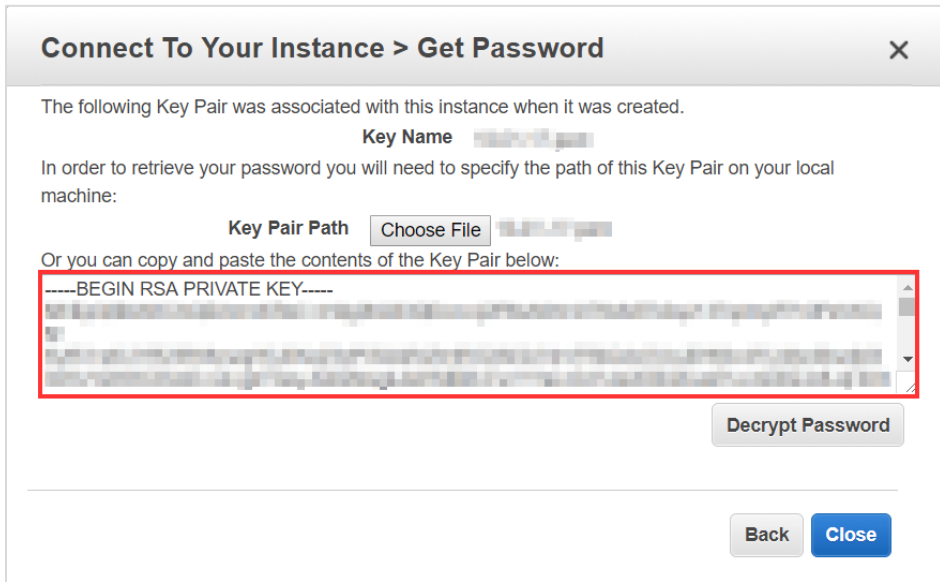 Connect To Your Instance > Get Password
The following Key Pair was associated with this instance when it was created.
Key Name
In order to retrieve your password you will need to specify the path of this Key Pair on your local
machine:
Key Pair Path Choose File
Or you can copy and paste the contents of the Key Pair below:
-----BEGIN RSA PRIVATE KEY-----
Decrypt Password
Back Close